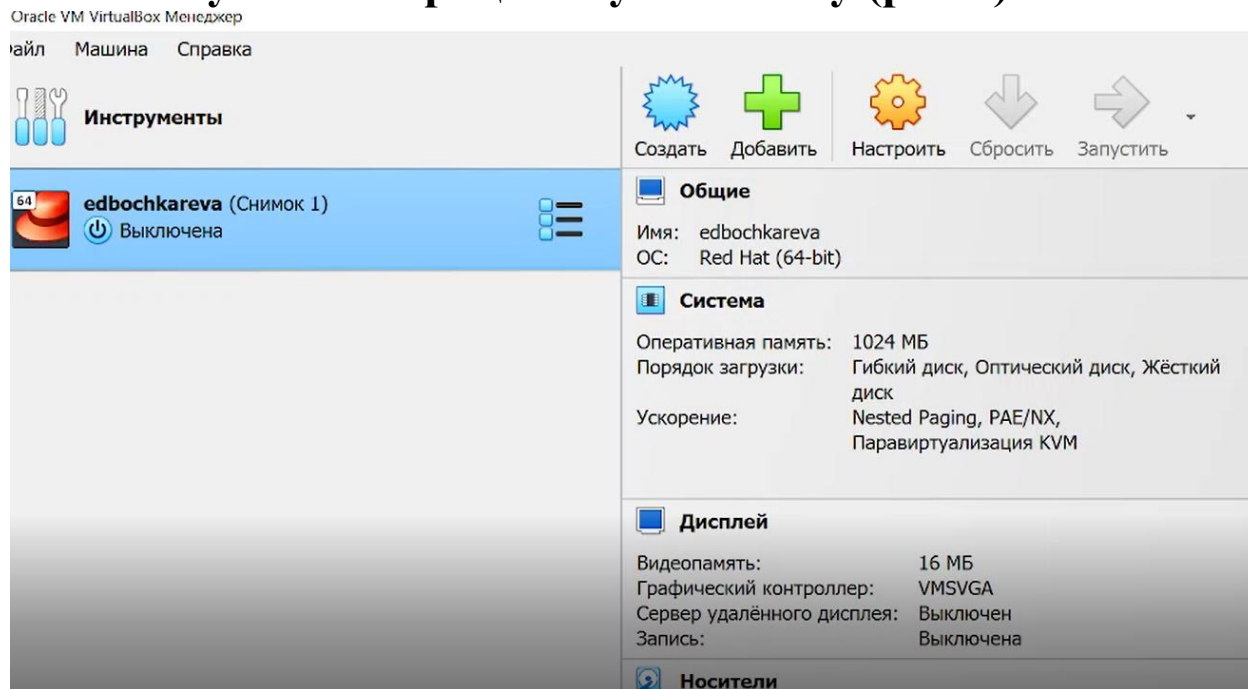 Oracle VM VirtualBox Менеджер
айл Машина Справка
Инструменты
Создать Добавить Настроить Сбросить Запустить
64
edbochkareva (Снимок 1)
Выключена
Общие
Имя: edbochkareva
ОС: Red Hat (64-bit)
Система
Оперативная память: 1024 МБ
Порядок загрузки: Гибкий диск, Оптический диск, Жёсткий
диск
Ускорение: Nested Paging, PAE/NX,
Паравиртуализация KVM
Дисплей
Видеопамять: 16 МБ
Графический контроллер: VMSVGA
Сервер удалённого дисплея: Выключен
Запись: Выключена
Носители